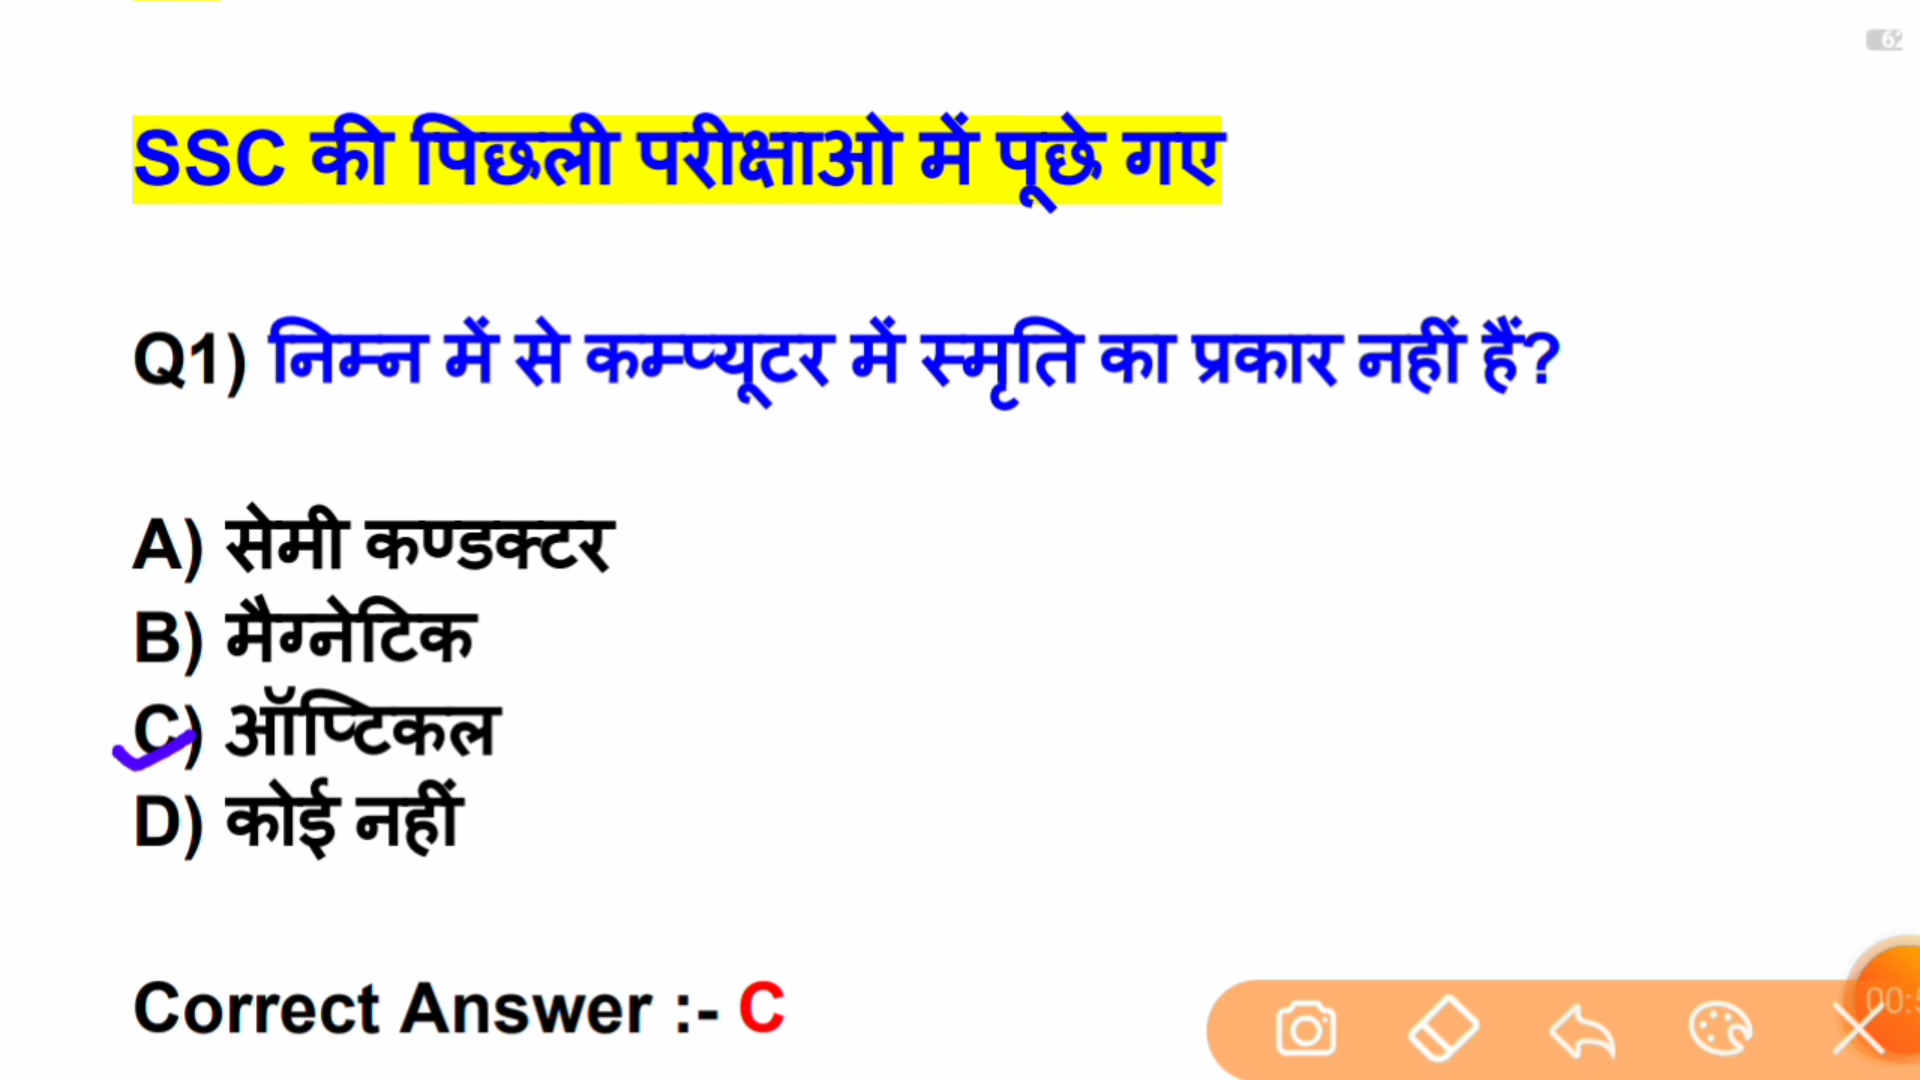 SSC की पिछली परीक्षाओ में पूछे गए
Q1) निम्न में से कम्प्यूटर में स्मृति का प्रकार नहीं हैं?
A) सेमी कण्डक्टर
B) मैग्नेटिक
C) ऑप्टिकल
D) कोई नहीं
Correct Answer :- C